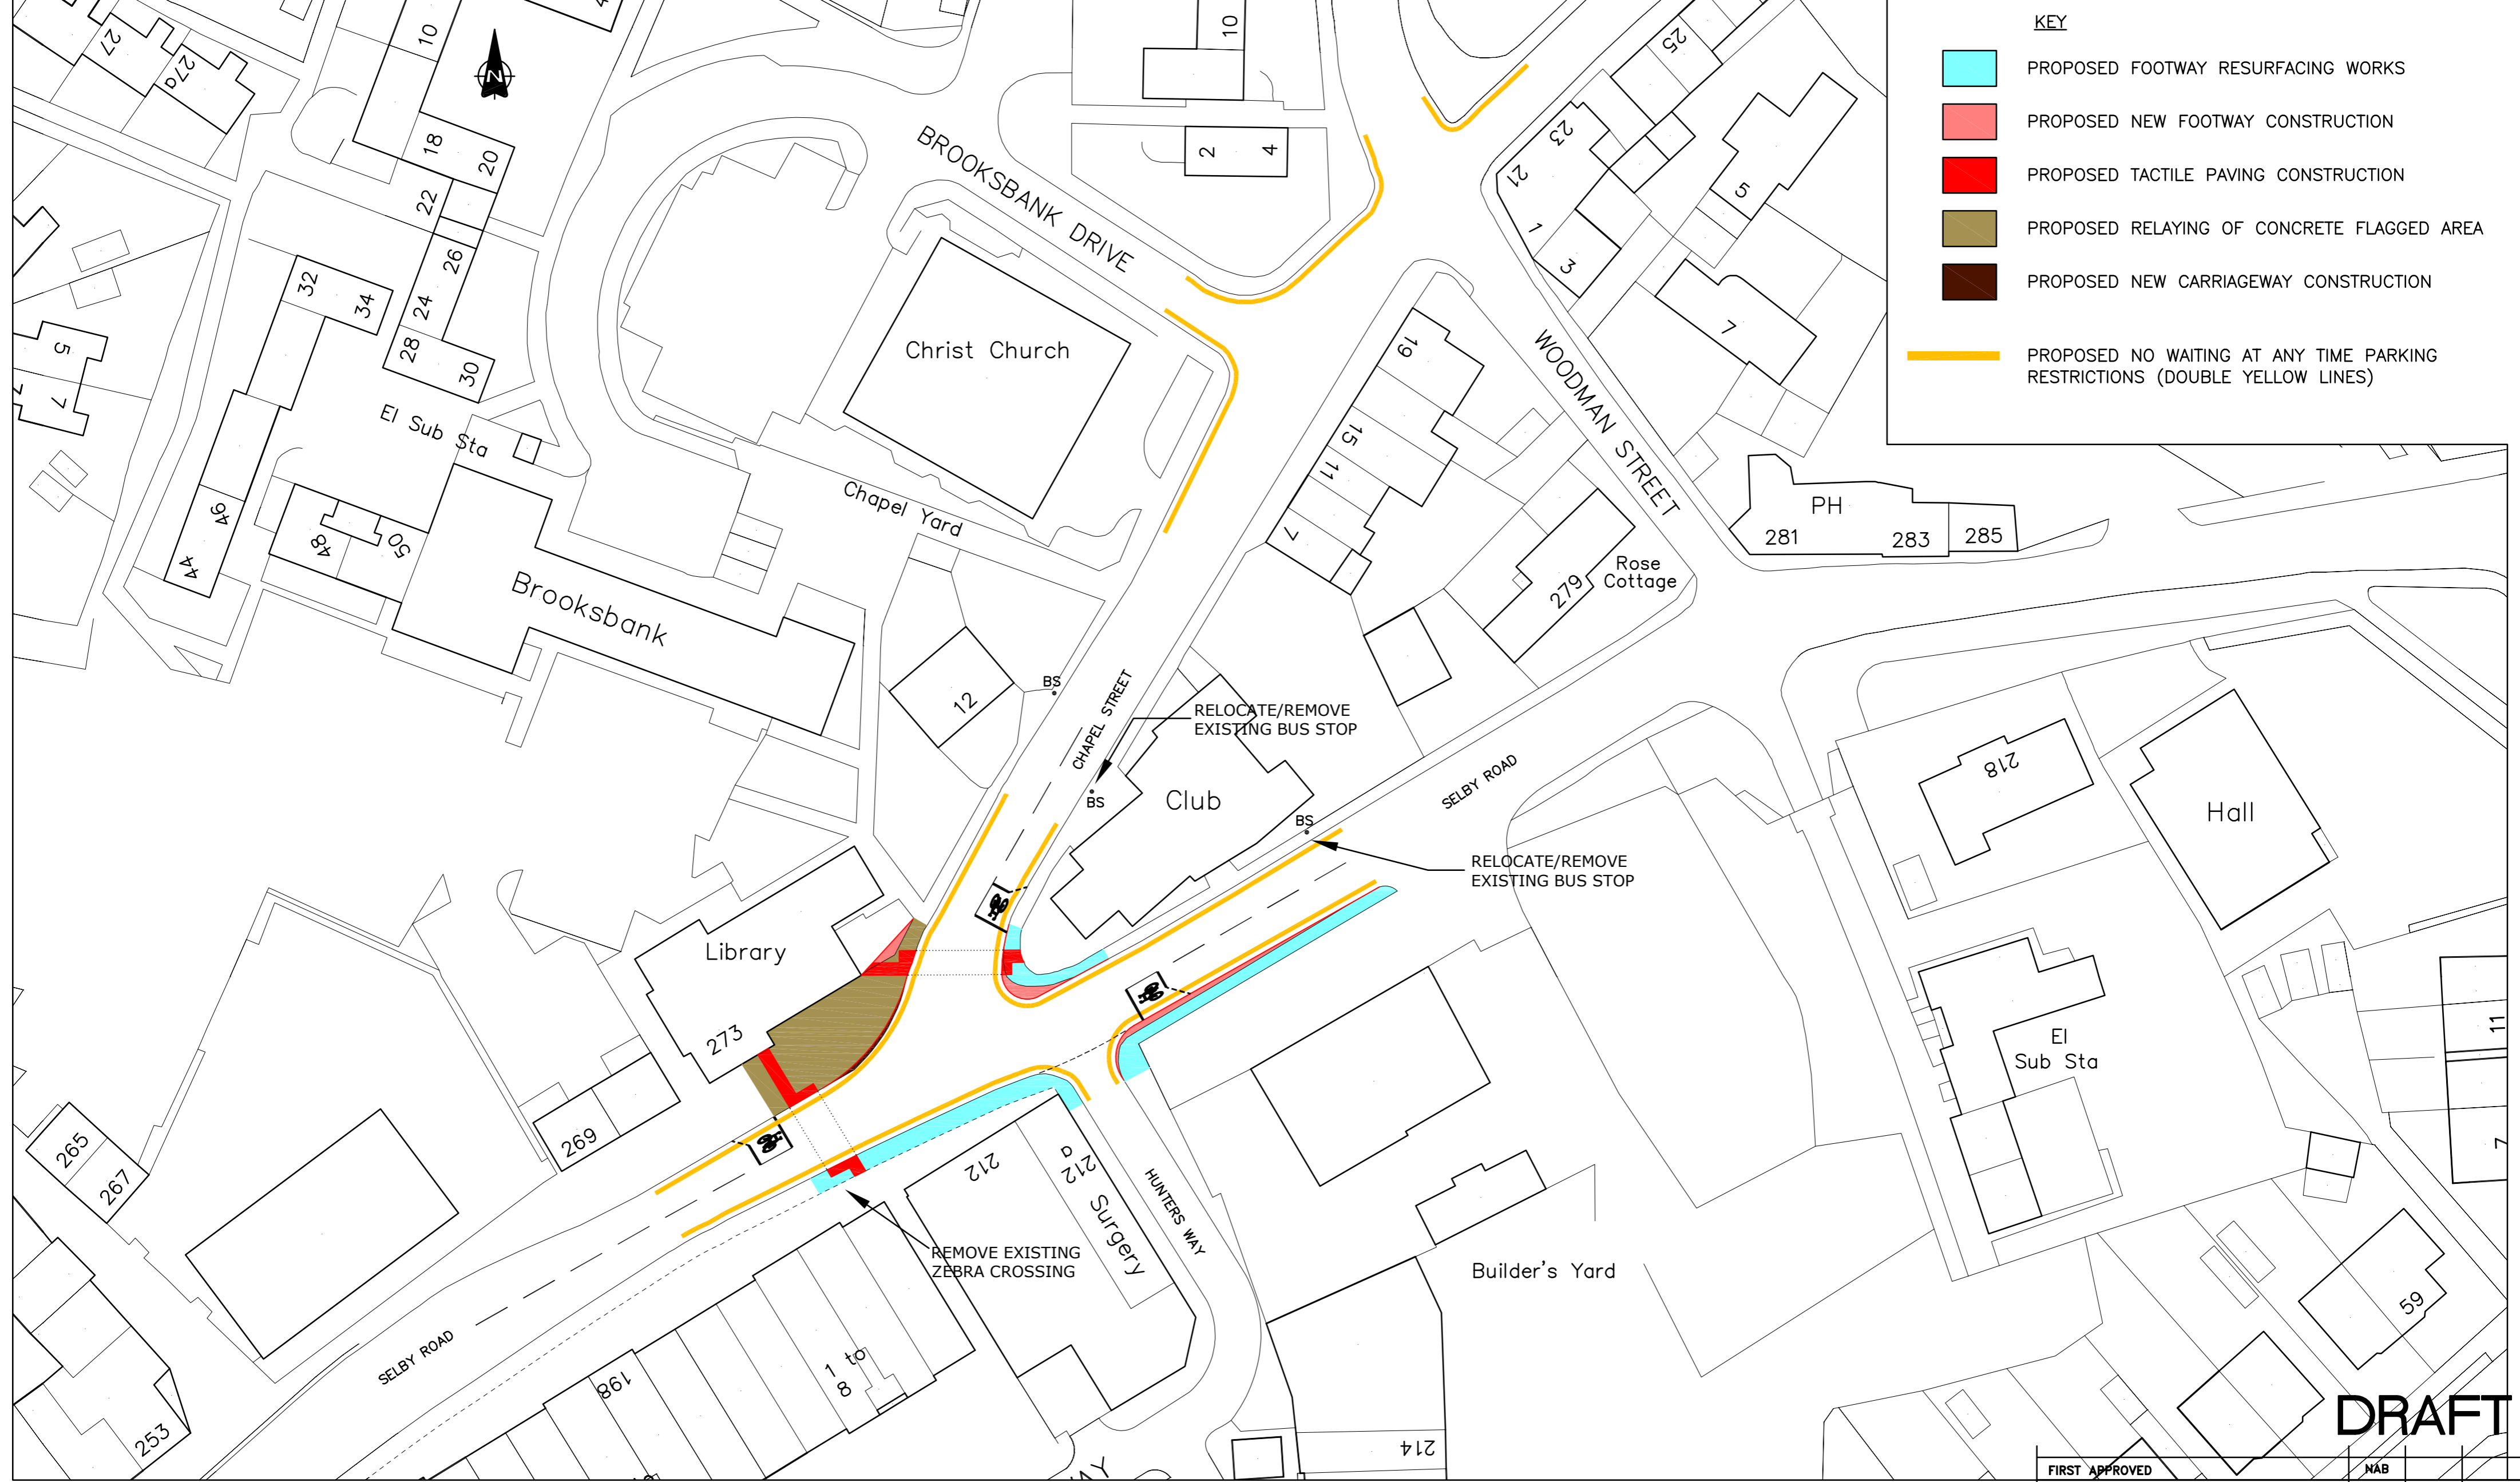 KEY
PROPOSED FOOTWAY RESURFACING WORKS
PROPOSED NEW FOOTWAY CONSTRUCTION
PROPOSED TACTILE PAVING CONSTRUCTION
PROPOSED RELAYING OF CONCRETE FLAGGED AREA
PROPOSED NEW CARRIAGEWAY CONSTRUCTION
PROPOSED NO WAITING AT ANY TIME PARKING
RESTRICTIONS (DOUBLE YELLOW LINES)
27
27a
10
4
N
18
20
22
26
24
28
30
32
34
El Sub Sta
5
7
7
46
44
48
50
Brooksbank
BROOKSBANK DRIVE
10
2
4
Christ Church
Chapel Yard
25
23
21
1
3
5
7
WOODMAN STREET
19
15
11
7
PH
281
283
285
Rose
Cottage
279
12
BS
CHAPEL STREET
RELOCATE/REMOVE
EXISTING BUS STOP
BS
Club
BS
SELBY ROAD
RELOCATE/REMOVE
EXISTING BUS STOP
218
Hall
Library
273
269
265
267
253
El
Sub Sta
11
7
59
212
212
a
Surgery
HUNTERS WAY
REMOVE EXISTING
ZEBRA CROSSING
SELBY ROAD
198
1 to
8
Builder's Yard
214
DRAFT
FIRST APPROVED
NAB